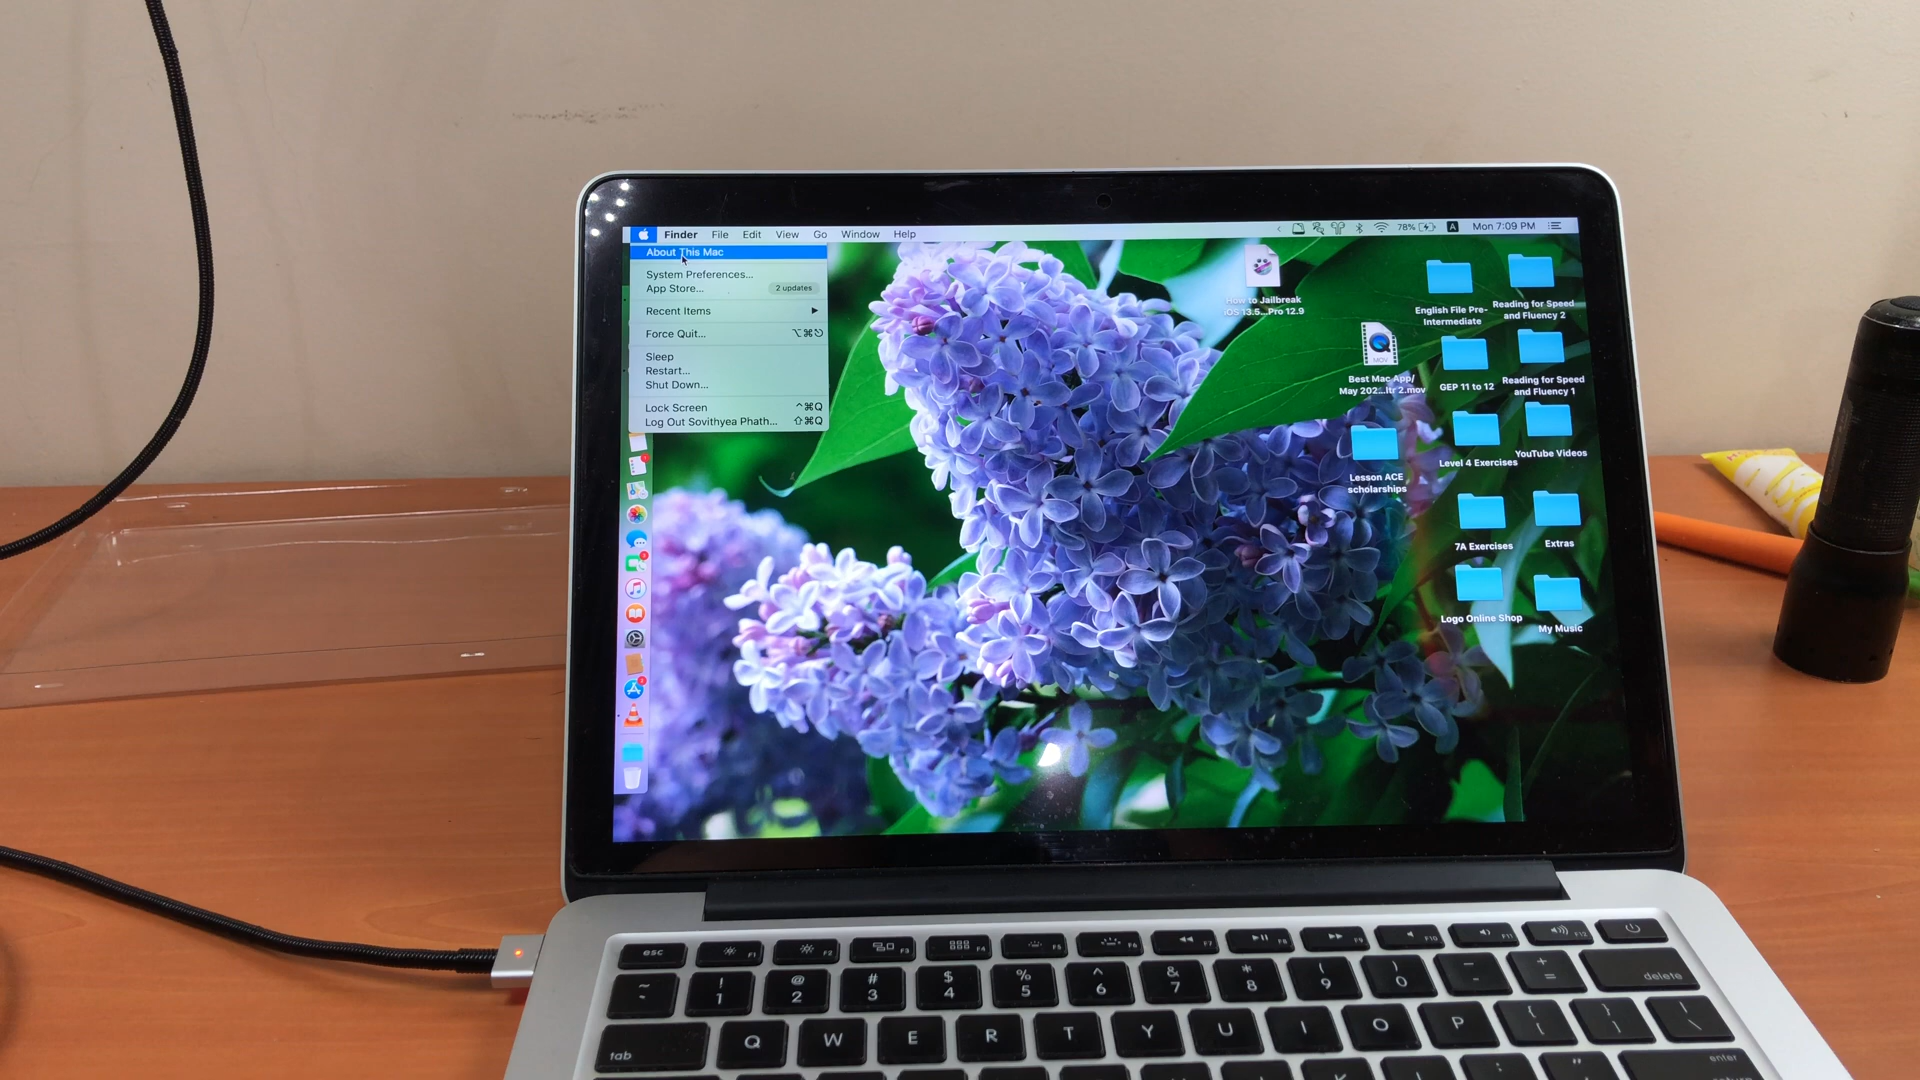 Finder File Edit View Go Window Help
78% A Mon 7:09 PM
About This Mac
System Preferences...
App Store... 2 updates
Recent Items ▶
Force Quit... ⌥⌘⎋
Sleep
Restart...
Shut Down...
Lock Screen ^⌘Q
Log Out Sovithyea Phath... ⇧⌘Q
How to Jailbreak
iOS 13.5...Pro 12.9
MOV
Best Mac App/
May 202...ltr 2.mov
Lesson ACE
scholarships
English File Pre-
Intermediate
GEP 11 to 12
Level 4 Exercises
7A Exercises
Logo Online Shop
Reading for Speed
and Fluency 2
Reading for Speed
and Fluency 1
YouTube Videos
Extras
My Music
esc F1 F2 F3 F4 F5 F6 F7 F8 F9 F10 F11 F12
~ ! @ # $ % ^ & * ( ) - + delete
1 2 3 4 5 6 7 8 9 0 =
tab Q W E R T Y U I O P { [ } ] | \
enter